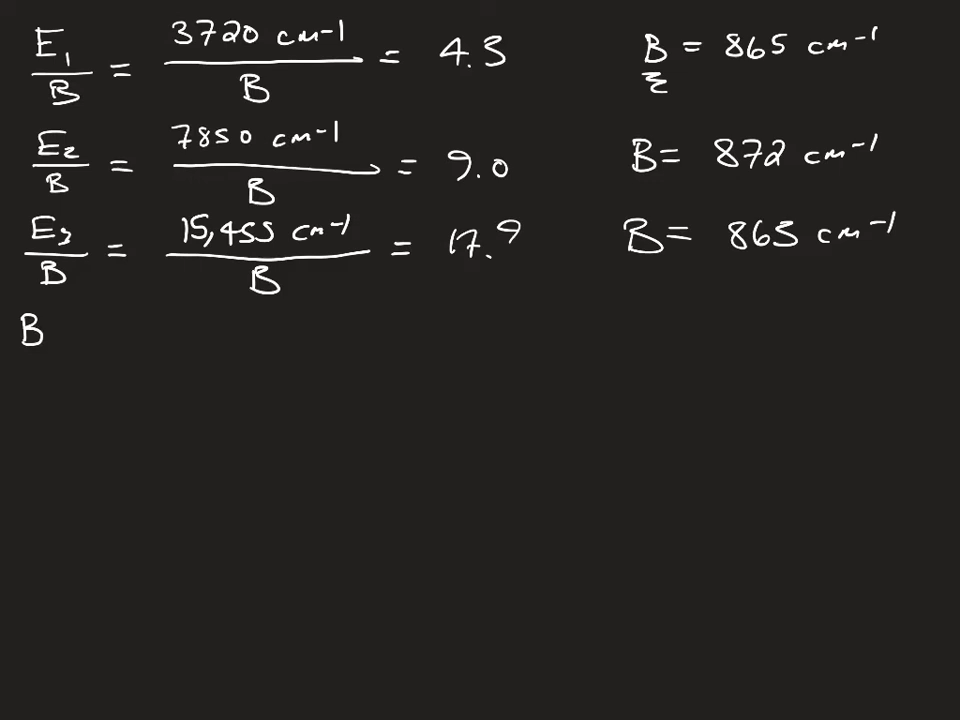 E₁/B = 3720 cm-1/B = 4.3 B = 865 cm-1
E₂/B = 7850 cm-1/B = 9.0 B = 872 cm-1
E₃/B = 15,455 cm-1/B = 17.9 B = 863 cm-1
B